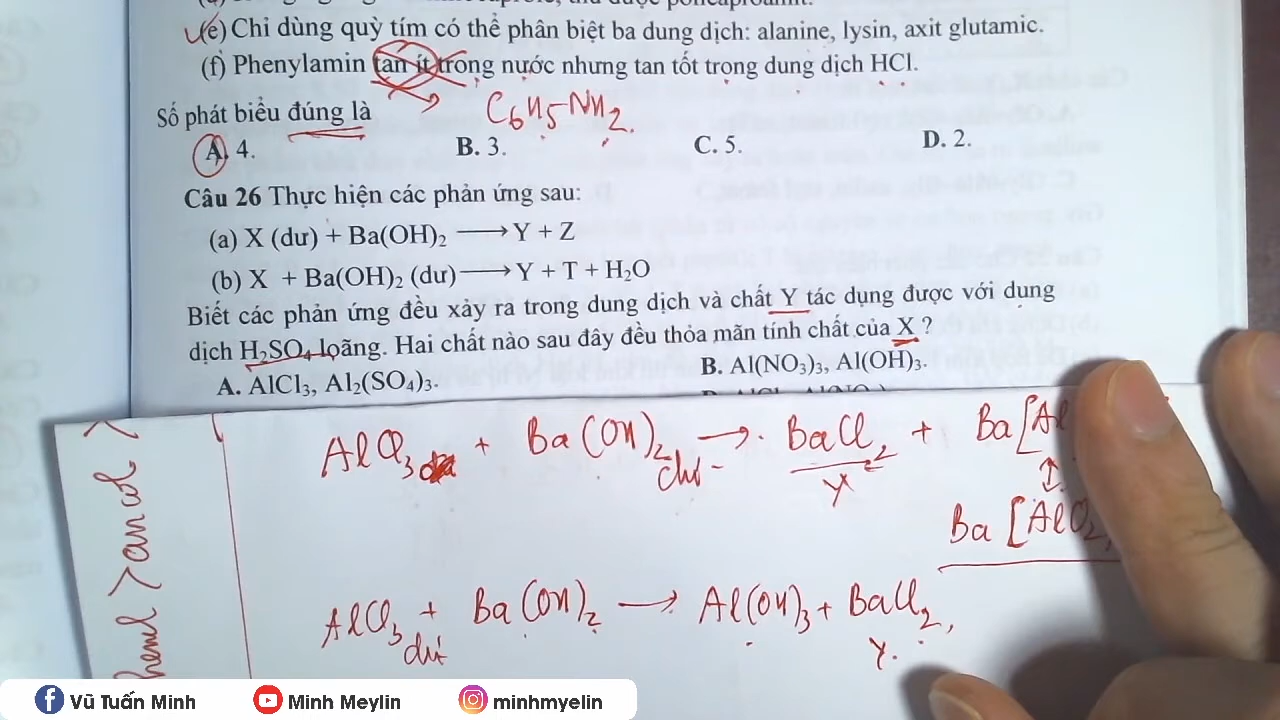 (e) Chỉ dùng quỳ tím có thể phân biệt ba dung dịch: alanine, lysin, axit glutamic.
(f) Phenylamin tan ít trong nước nhưng tan tốt trong dung dịch HCl.
C₆H₅-NH₂.
Số phát biểu đúng là
A. 4. B. 3. C. 5. D. 2.
Câu 26 Thực hiện các phản ứng sau:
(a) X (dư) + Ba(OH)₂ ⟶ Y + Z
(b) X + Ba(OH)₂ (dư) ⟶ Y + T + H₂O
Biết các phản ứng đều xảy ra trong dung dịch và chất Y tác dụng được với dung
dịch H₂SO₄ loãng. Hai chất nào sau đây đều thỏa mãn tính chất của X ?
A. AlCl₃, Al₂(SO₄)₃. B. Al(NO₃)₃, Al(OH)₃.
AlCl₃ + Ba(OH)₂ dư → BaCl₂ + Ba[Al
Y
Ba[AlO₂
AlCl₃ dư + Ba(OH)₂ → Al(OH)₃ + BaCl₂,
Y.
Vũ Tuấn Minh Minh Meylin minhmyelin